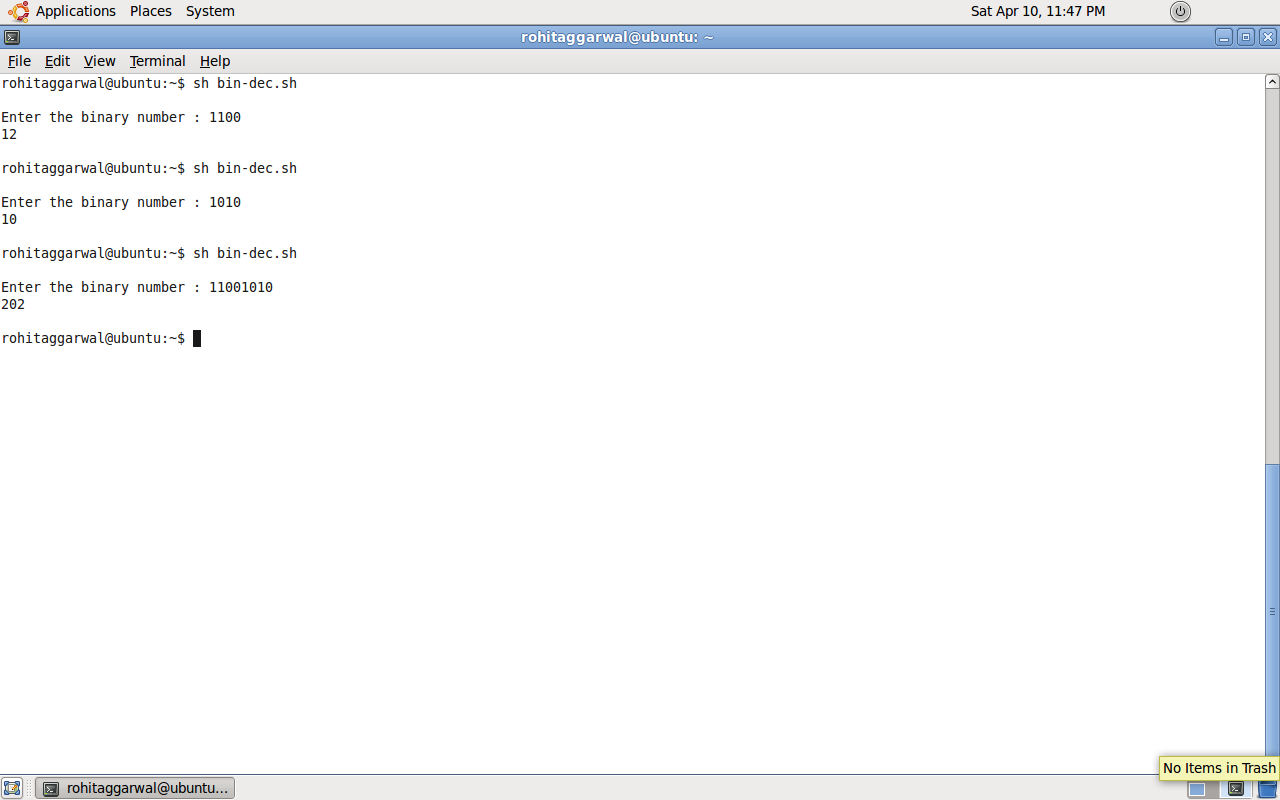 Applications Places System Sat Apr 10, 11:47 PM
rohitaggarwal@ubuntu: ~
File Edit View Terminal Help
rohitaggarwal@ubuntu:~$ sh bin-dec.sh
Enter the binary number : 1100
12
rohitaggarwal@ubuntu:~$ sh bin-dec.sh
Enter the binary number : 1010
10
rohitaggarwal@ubuntu:~$ sh bin-dec.sh
Enter the binary number : 11001010
202
rohitaggarwal@ubuntu:~$
No Items in Trash
rohitaggarwal@ubuntu...